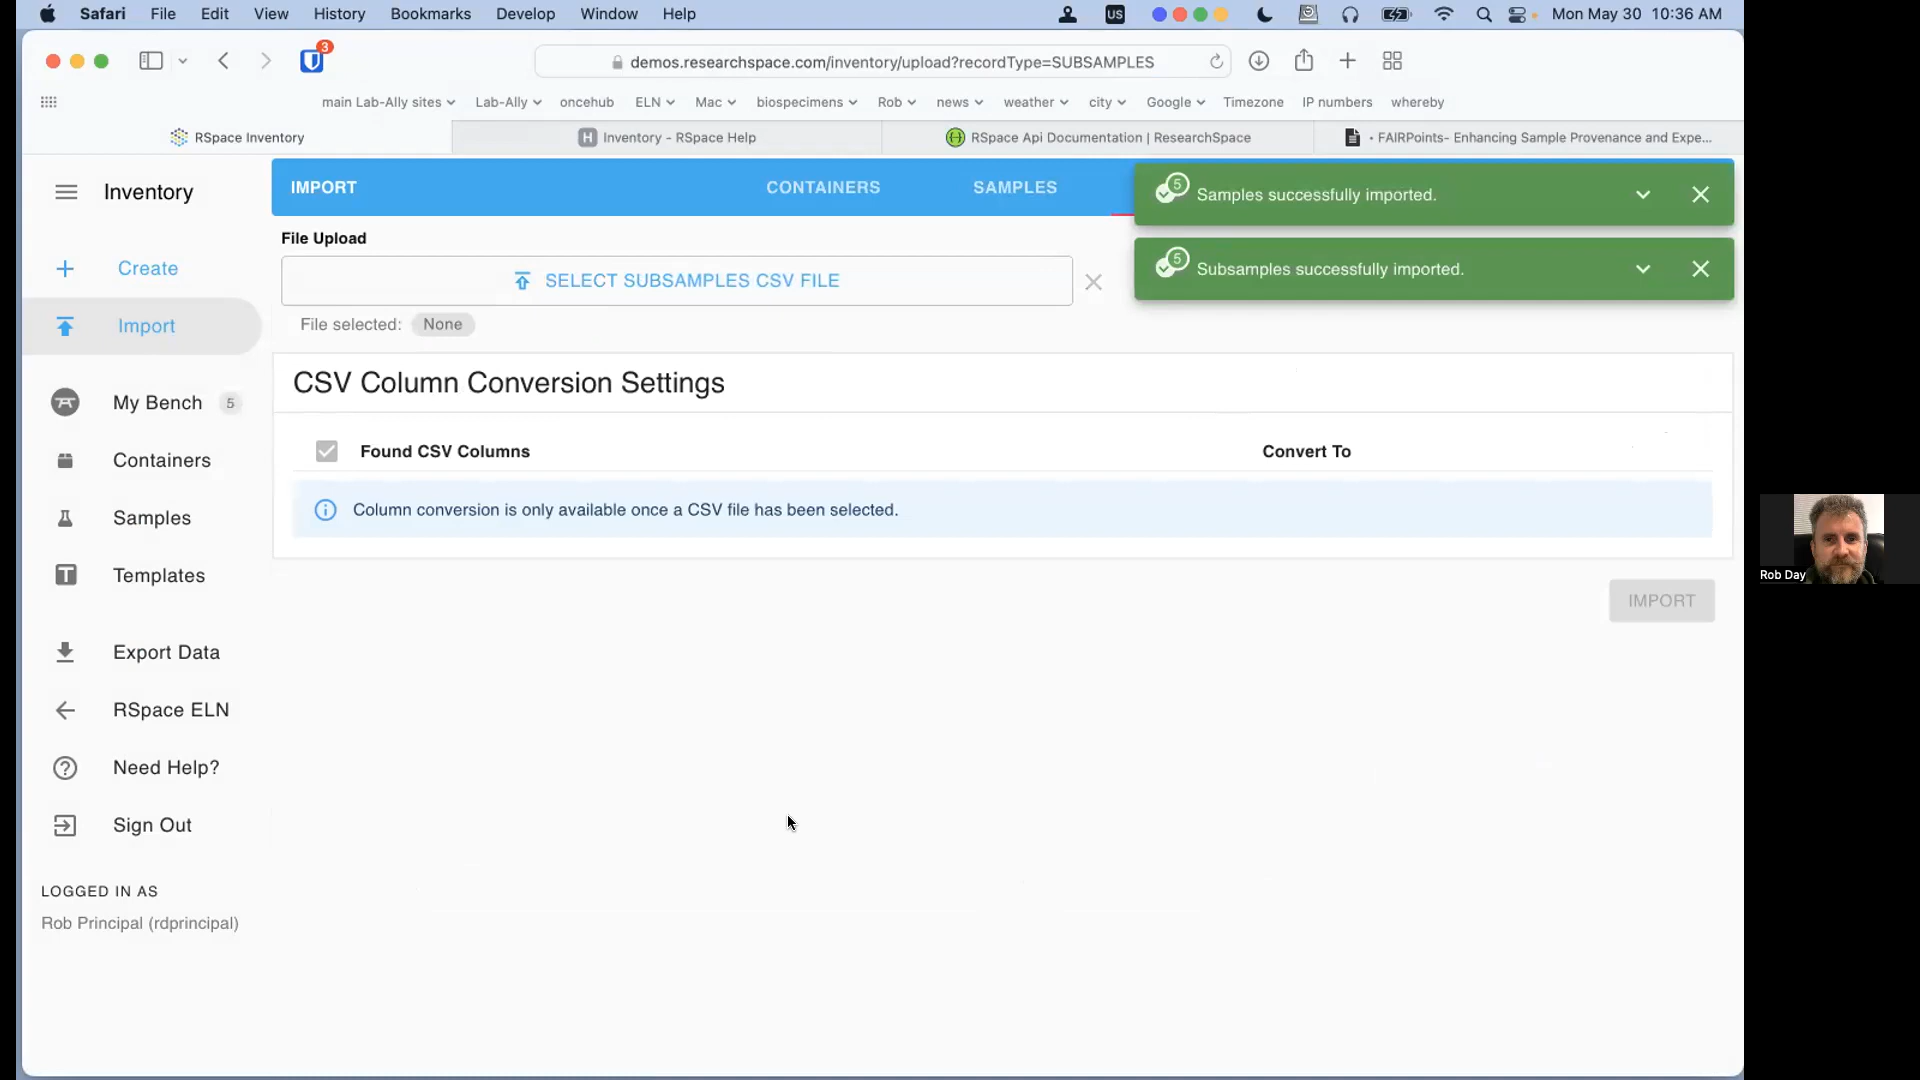 Safari File Edit View History Bookmarks Develop Window Help US Mon May 30 10:36 AM
3
demos.researchspace.com/inventory/upload?recordType=SUBSAMPLES
main Lab-Ally sites Lab-Ally oncehub ELN Mac biospecimens Rob news weather city Google Timezone IP numbers whereby
RSpace Inventory
H Inventory - RSpace Help
RSpace Api Documentation | ResearchSpace
· FAIRPoints- Enhancing Sample Provenance and Expe...
Inventory
Create
Import
My Bench 5
Containers
Samples
Templates
Export Data
RSpace ELN
Need Help?
Sign Out
LOGGED IN AS
Rob Principal (rdprincipal)
IMPORT CONTAINERS SAMPLES
5 Samples successfully imported.
5 Subsamples successfully imported.
File Upload
SELECT SUBSAMPLES CSV FILE
File selected: None
CSV Column Conversion Settings
Found CSV Columns Convert To
Column conversion is only available once a CSV file has been selected.
IMPORT
Rob Day